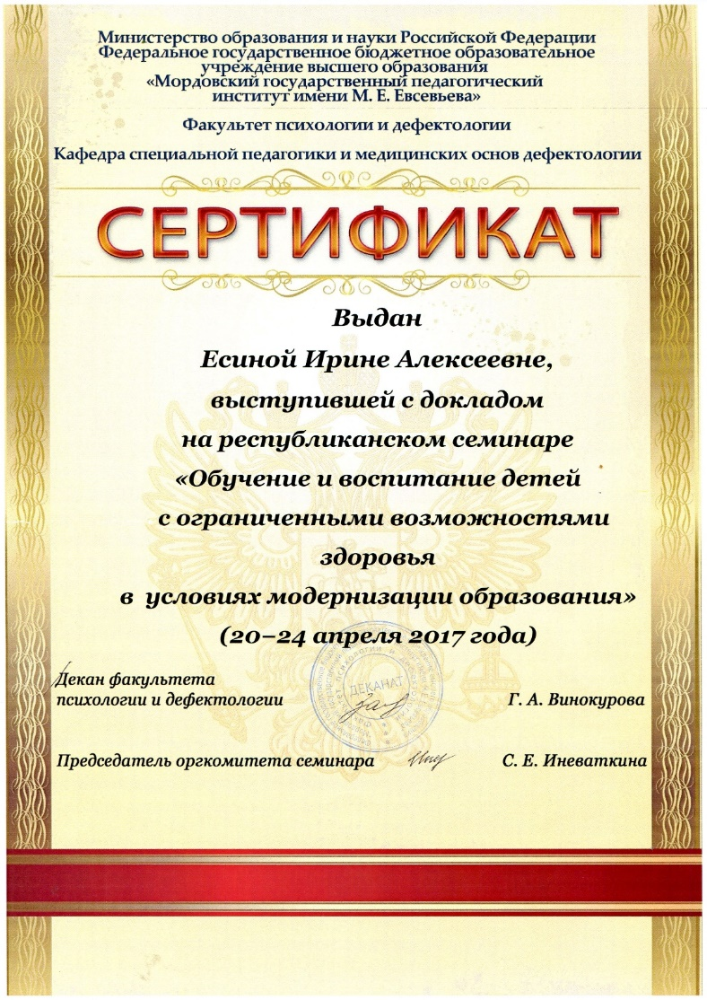 Министерство образования и науки Российской Федерации
Федеральное государственное бюджетное образовательное
учреждение высшего образования
«Мордовский государственный педагогический
институт имени М. Е. Евсевьева»
Факультет психологии и дефектологии
Кафедра специальной педагогики и медицинских основ дефектологии
СЕРТИФИКАТ
Выдан
Есиной Ирине Алексеевне,
выступившей с докладом
на республиканском семинаре
«Обучение и воспитание детей
с ограниченными возможностями
здоровья
в условиях модернизации образования»
(20–24 апреля 2017 года)
Декан факультета
психологии и дефектологии
ДЕКАНАТ
Г. А. Винокурова
Председатель оргкомитета семинара
С. Е. Иневаткина